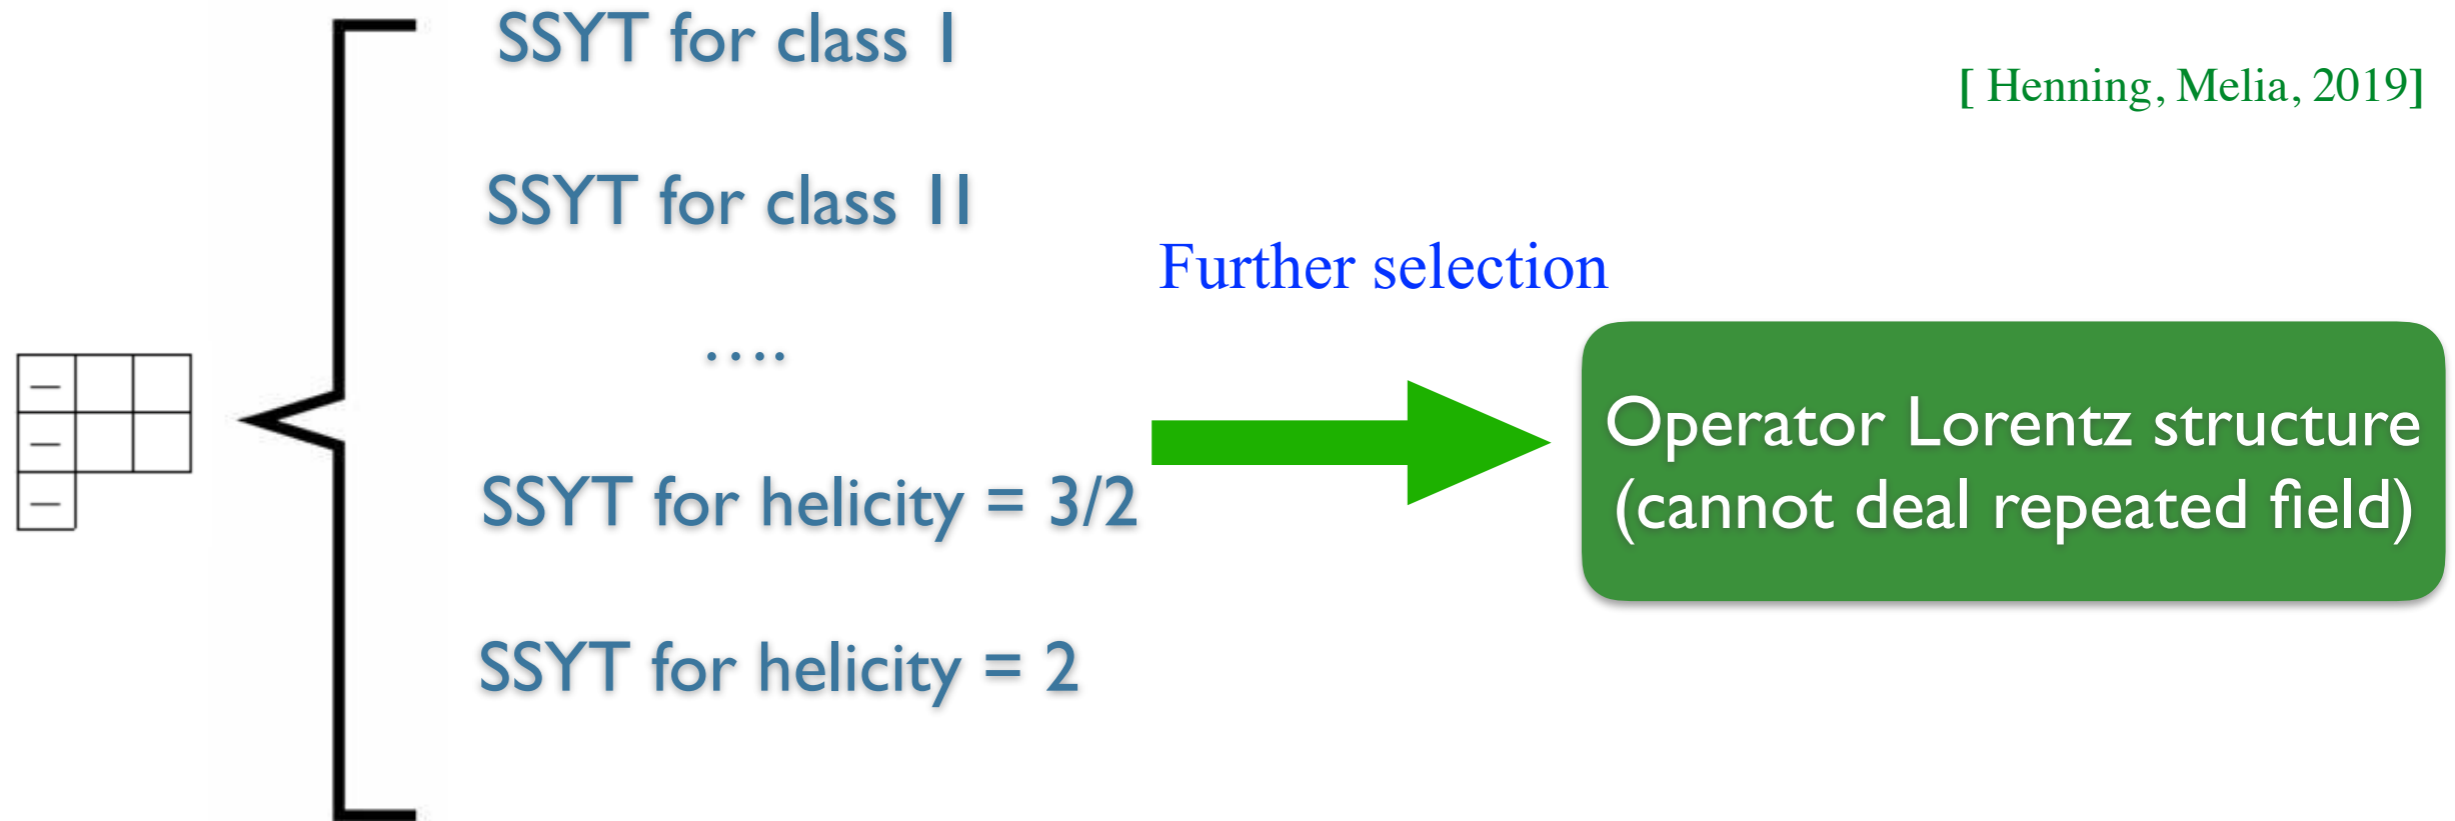 SSYT for class I
[ Henning, Melia, 2019]
SSYT for class II
Further selection
....
Operator Lorentz structure
(cannot deal repeated field)
SSYT for helicity = 3/2
SSYT for helicity = 2